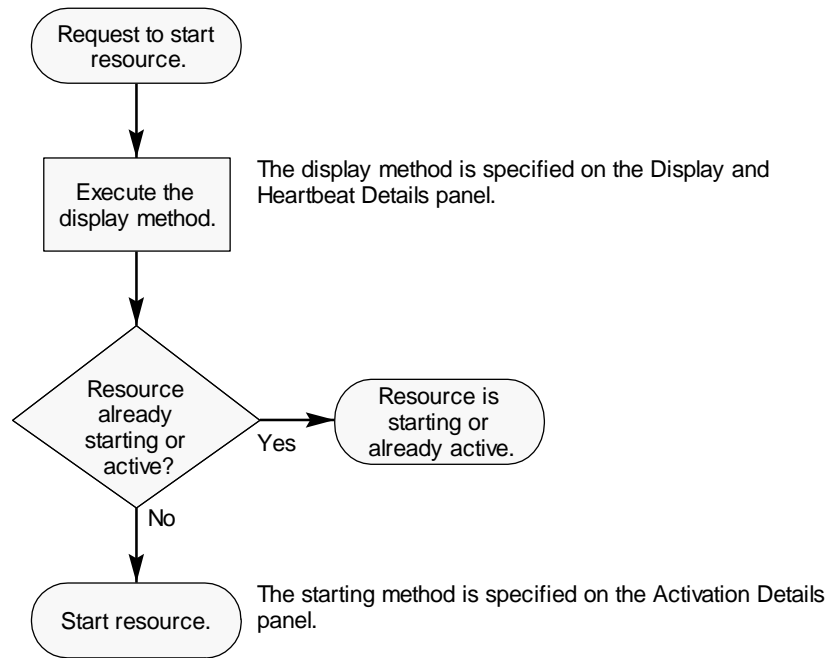 Request to start
resource.
Execute the
display method.
The display method is specified on the Display and
Heartbeat Details panel.
Resource
already
starting or
active?
Yes
Resource is
starting or
already active.
No
Start resource.
The starting method is specified on the Activation Details
panel.